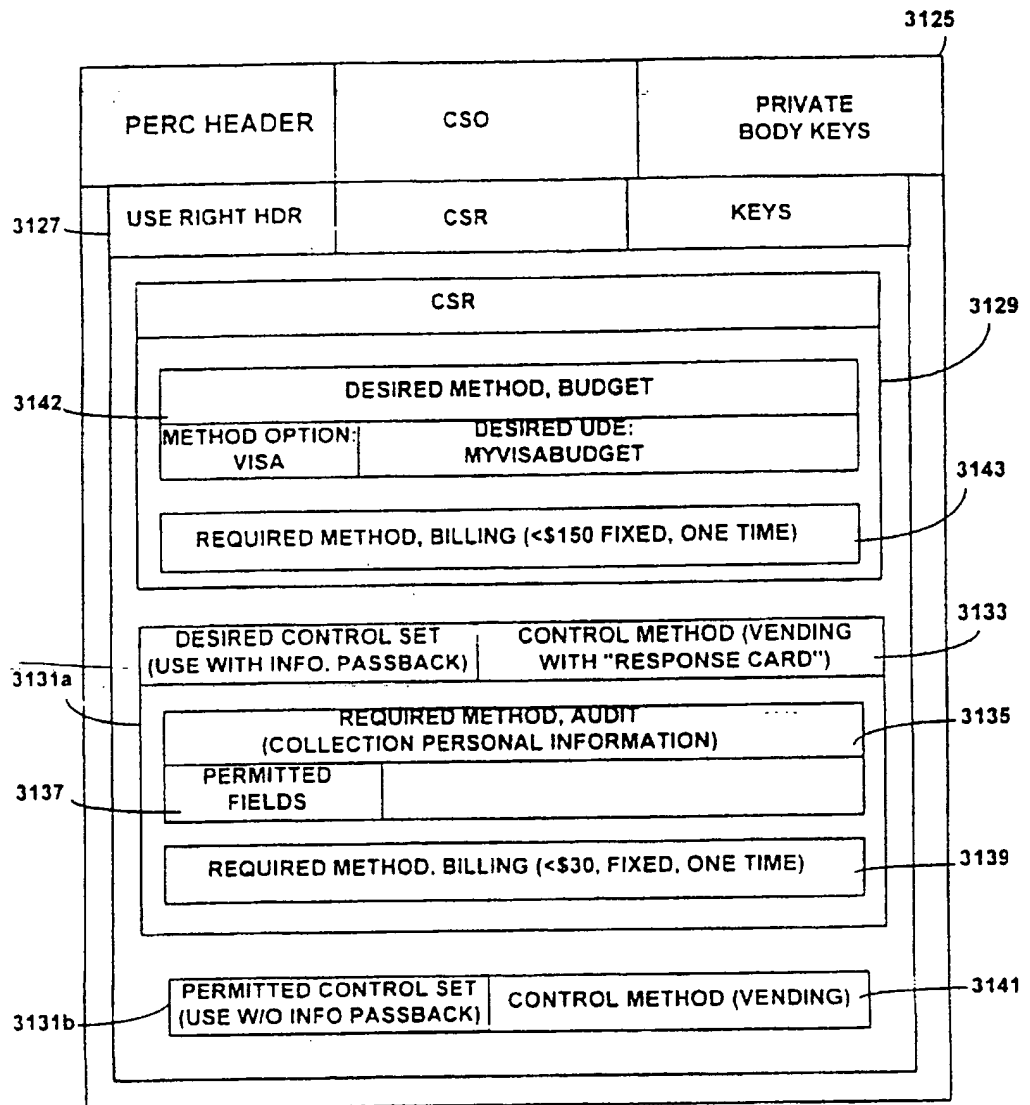 3125
PERC HEADER
CSO
PRIVATE
BODY KEYS
3127
USE RIGHT HDR
CSR
KEYS
CSR
3129
3142
DESIRED METHOD, BUDGET
METHOD OPTION:
VISA
DESIRED UDE:
MYVISABUDGET
3143
REQUIRED METHOD, BILLING (<$150 FIXED, ONE TIME)
3133
DESIRED CONTROL SET
(USE WITH INFO. PASSBACK)
CONTROL METHOD (VENDING
WITH "RESPONSE CARD")
3131a
REQUIRED METHOD, AUDIT
(COLLECTION PERSONAL INFORMATION)
3135
3137
PERMITTED
FIELDS
REQUIRED METHOD. BILLING (<$30, FIXED, ONE TIME)
3139
3131b
PERMITTED CONTROL SET
(USE W/O INFO PASSBACK)
CONTROL METHOD (VENDING)
3141